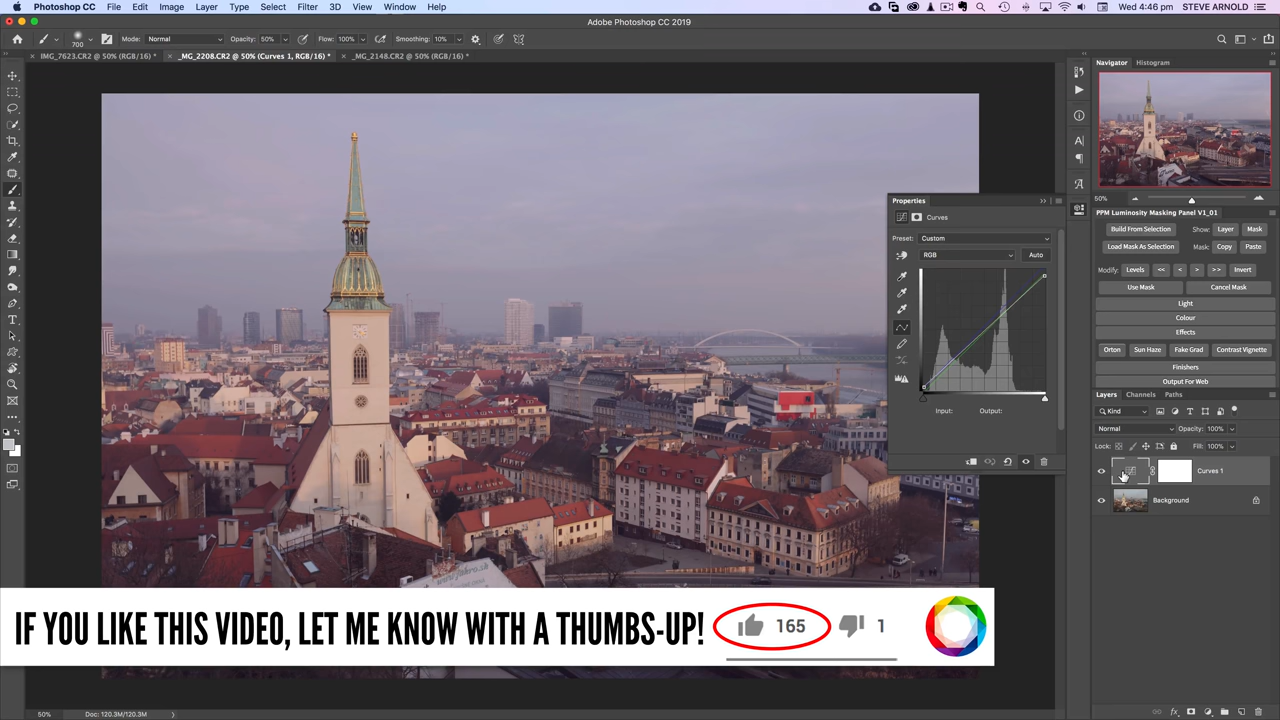 Photoshop CC File Edit Image Layer Type Select Filter 3D View Window Help Wed 4:46 pm STEVE ARNOLD
Adobe Photoshop CC 2019
700 Mode: Normal Opacity: 50% Flow: 100% Smoothing: 10%
IMG_7623.CR2 @ 50% (RGB/16) * _MG_2208.CR2 @ 50% (Curves 1, RGB/16) * _MG_2148.CR2 @ 50% (RGB/16) *
Navigator Histogram
50%
PPM Luminosity Masking Panel V1_01
Build From Selection Show: Layer Mask
Load Mask As Selection Mask: Copy Paste
Modify: Levels << < > >> Invert
Use Mask Cancel Mask
Light
Colour
Effects
Orton Sun Haze Fake Grad Contrast Vignette
Finishers
Output For Web
Properties
Curves
Preset: Custom
RGB Auto
Input: Output:
Layers Channels Paths
Kind
Normal Opacity: 100%
Lock: Fill: 100%
Curves 1
Background
IF YOU LIKE THIS VIDEO, LET ME KNOW WITH A THUMBS-UP! 165 1
50% Doc: 120.3M/120.3M